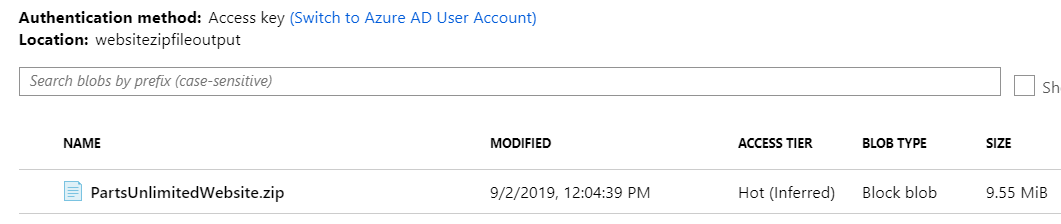 Authentication method: Access key (Switch to Azure AD User Account)
Location: websitezipfileoutput
Search blobs by prefix (case-sensitive)
Sh
NAME MODIFIED ACCESS TIER BLOB TYPE SIZE
PartsUnlimitedWebsite.zip 9/2/2019, 12:04:39 PM Hot (Inferred) Block blob 9.55 MiB